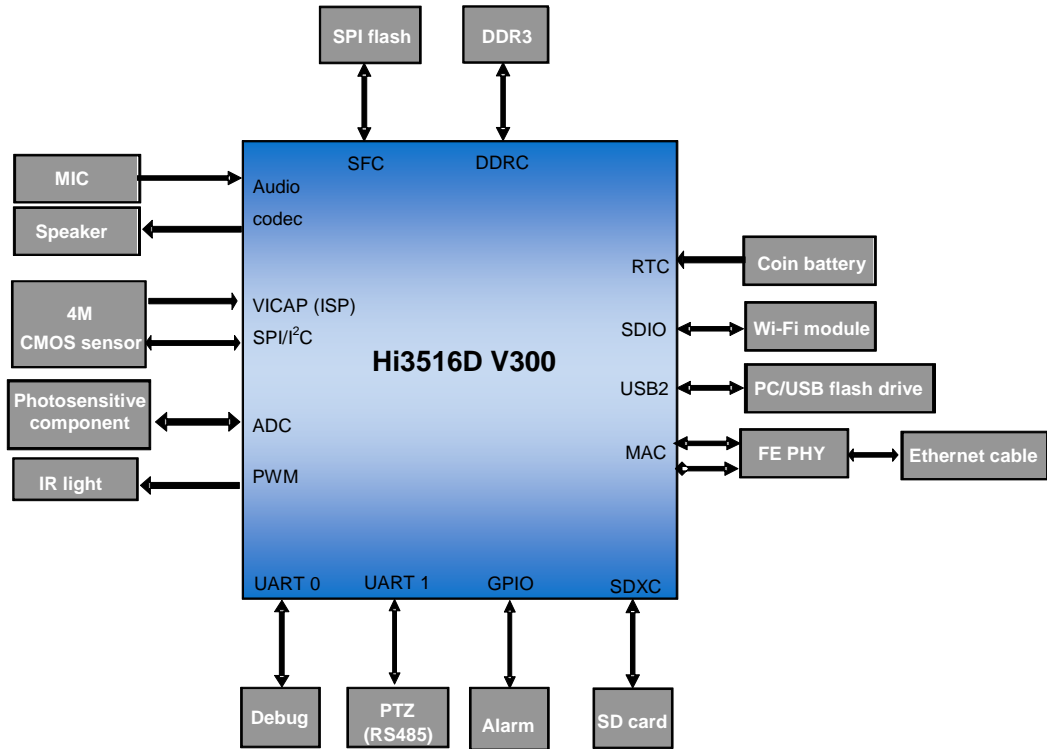 SPI flash
DDR3
SFC
DDRC
MIC
Audio
codec
Speaker
RTC
Coin battery
4M
CMOS sensor
VICAP (ISP)
SPI/I²C
SDIO
Wi-Fi module
Hi3516D V300
USB2
PC/USB flash drive
Photosensitive
component
ADC
MAC
FE PHY
Ethernet cable
IR light
PWM
UART 0
UART 1
GPIO
SDXC
Debug
PTZ
(RS485)
Alarm
SD card